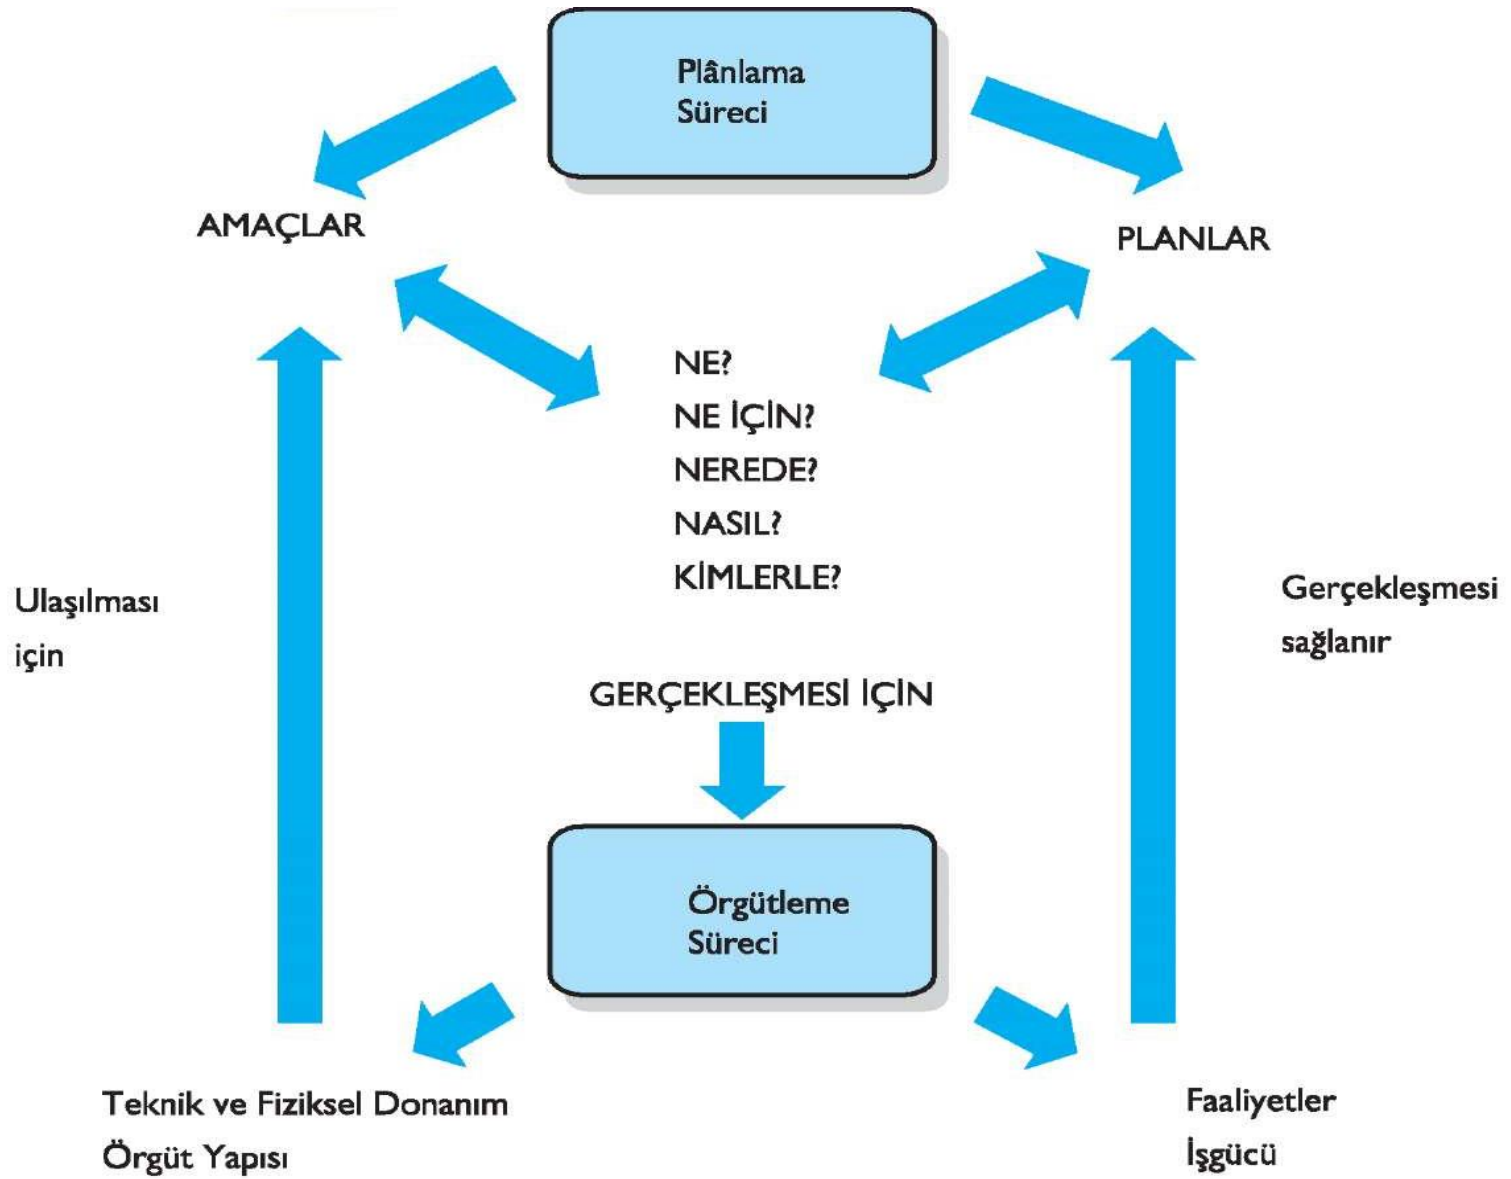 Plânlama
Süreci
AMAÇLAR
PLANLAR
NE?
NE İÇİN?
NEREDE?
NASIL?
KİMLERLE?
Ulaşılması
için
Gerçekleşmesi
sağlanır
GERÇEKLEŞMESİ İÇİN
Örgütleme
Süreci
Teknik ve Fiziksel Donanım
Örgüt Yapısı
Faaliyetler
İşgücü